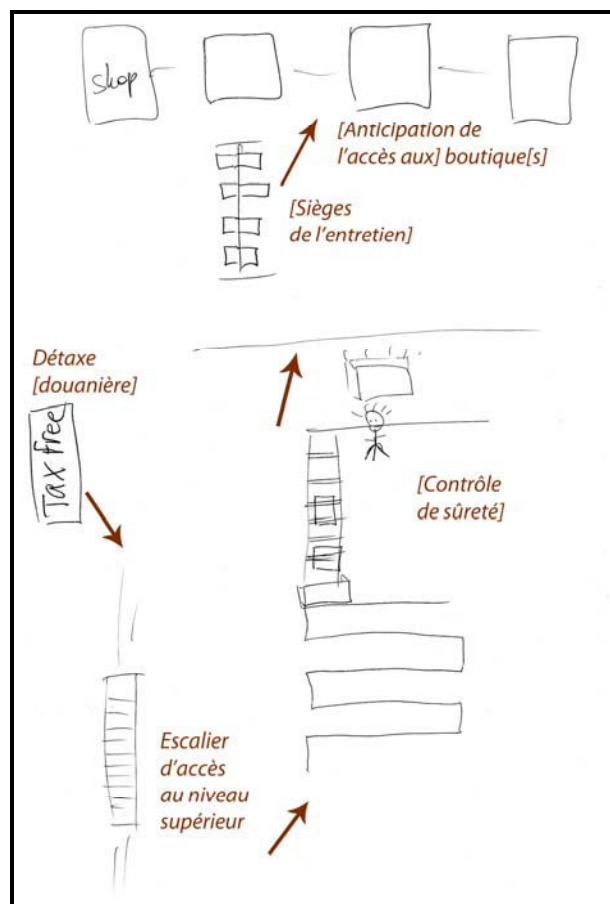 shop
[Anticipation de
l'accès aux] boutique[s]
[Sièges
de l'entretien]
Détaxe
[douanière]
Tax free
[Contrôle
de sûreté]
Escalier
d'accès
au niveau
supérieur